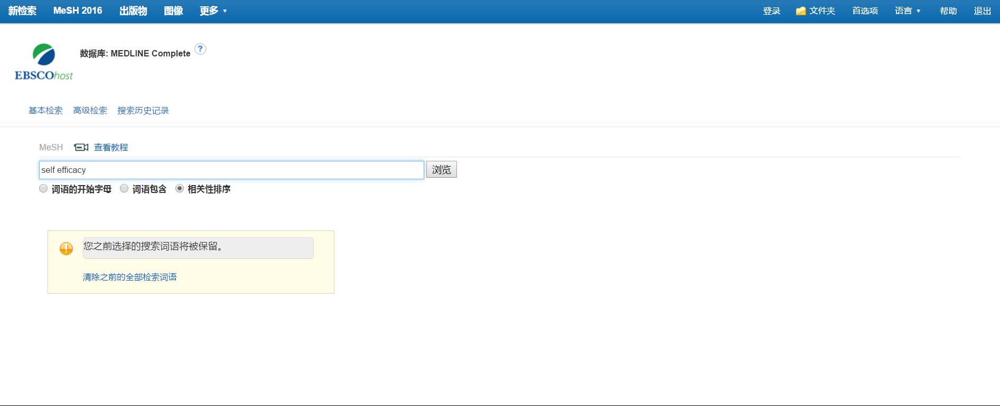 新检索 MeSH 2016 出版物 图像 更多 登录 文件夹 首选项 语言 帮助 退出
数据库: MEDLINE Complete ?
EBSCOhost
基本检索 高级检索 搜索历史记录
MeSH 查看教程
self efficacy 浏览
词语的开始字母 词语包含 相关性排序
您之前选择的搜索词语将被保留。
清除之前的全部检索词语